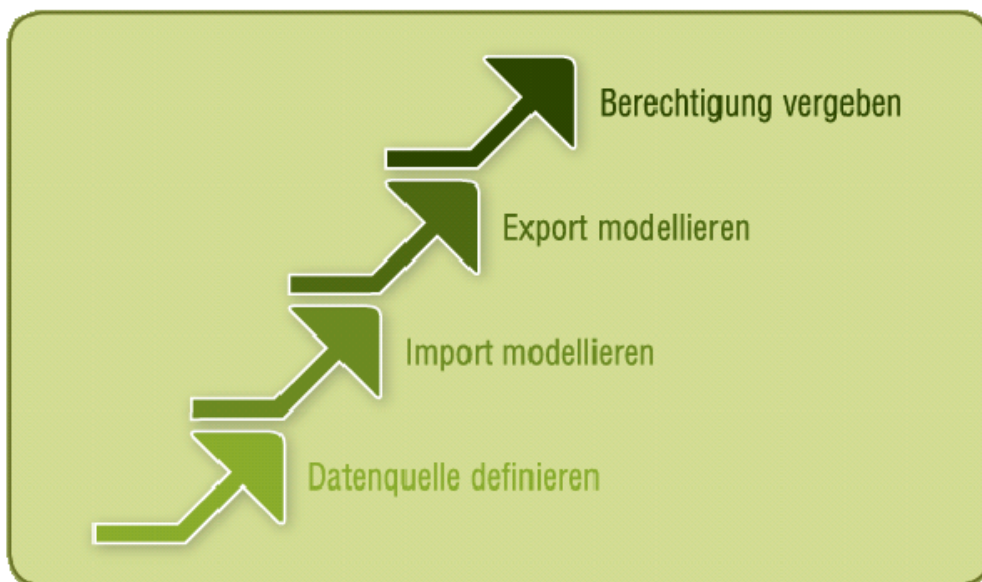 Berechtigung vergeben
Export modellieren
Import modellieren
Datenquelle definieren